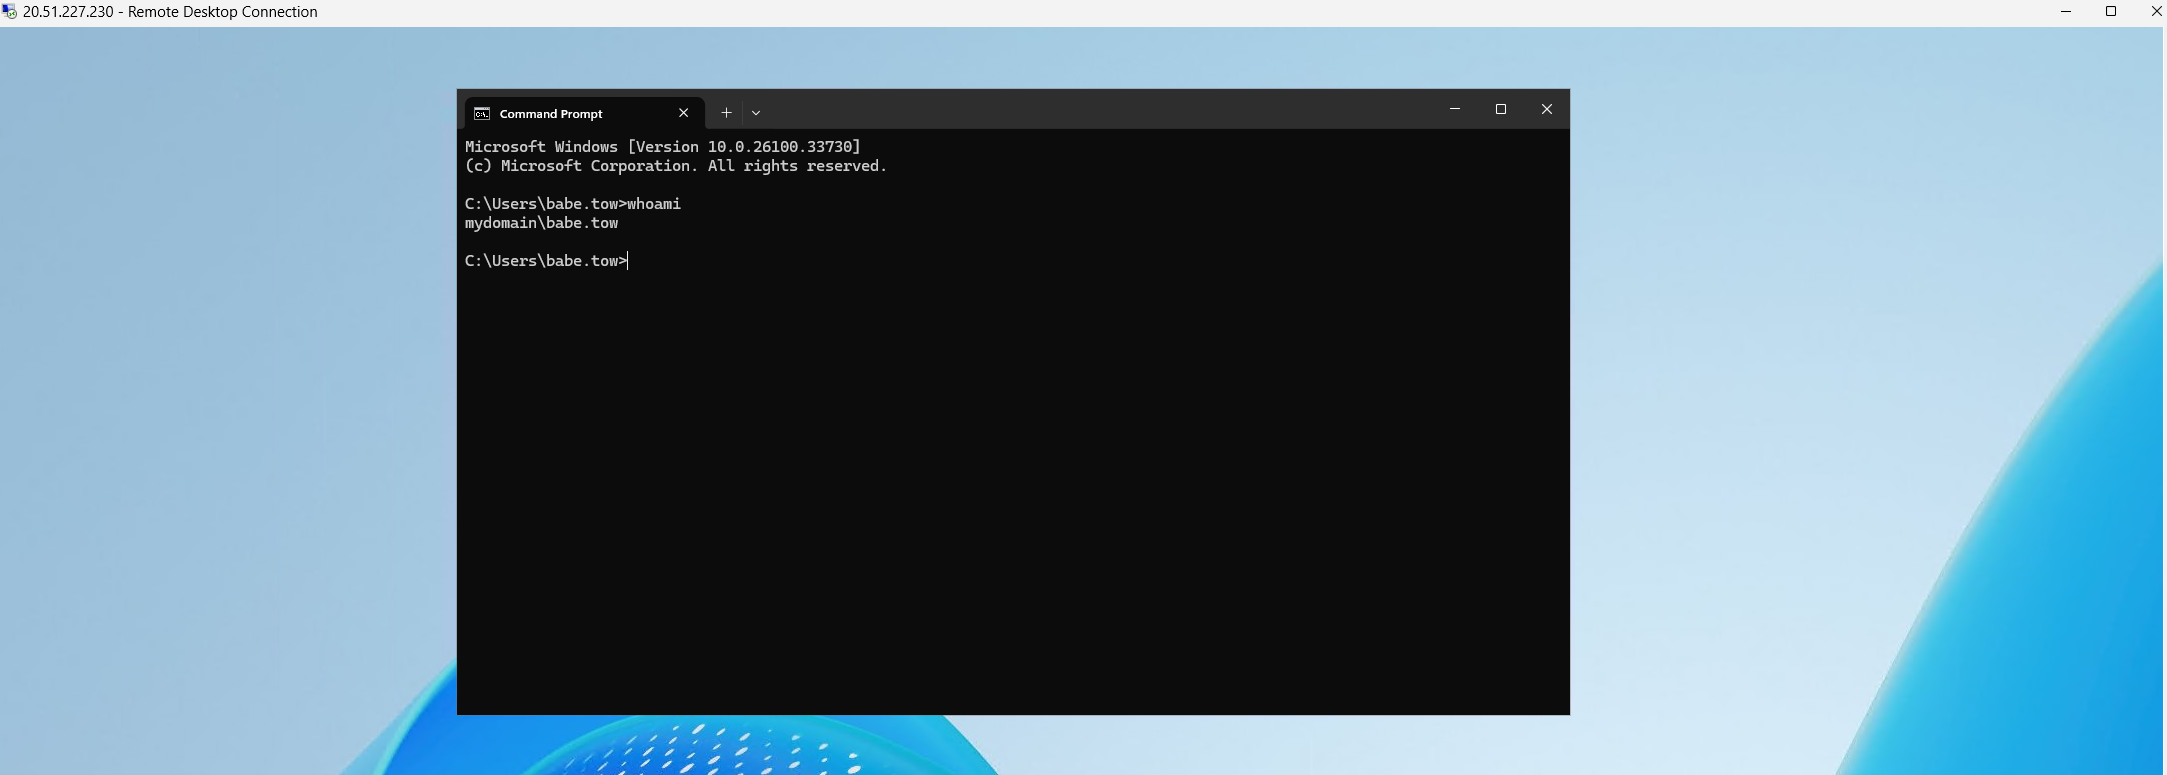 20.51.227.230 - Remote Desktop Connection
Command Prompt
Microsoft Windows [Version 10.0.26100.33730]
(c) Microsoft Corporation. All rights reserved.
C:\Users\babe.tow>whoami
mydomain\babe.tow
C:\Users\babe.tow>